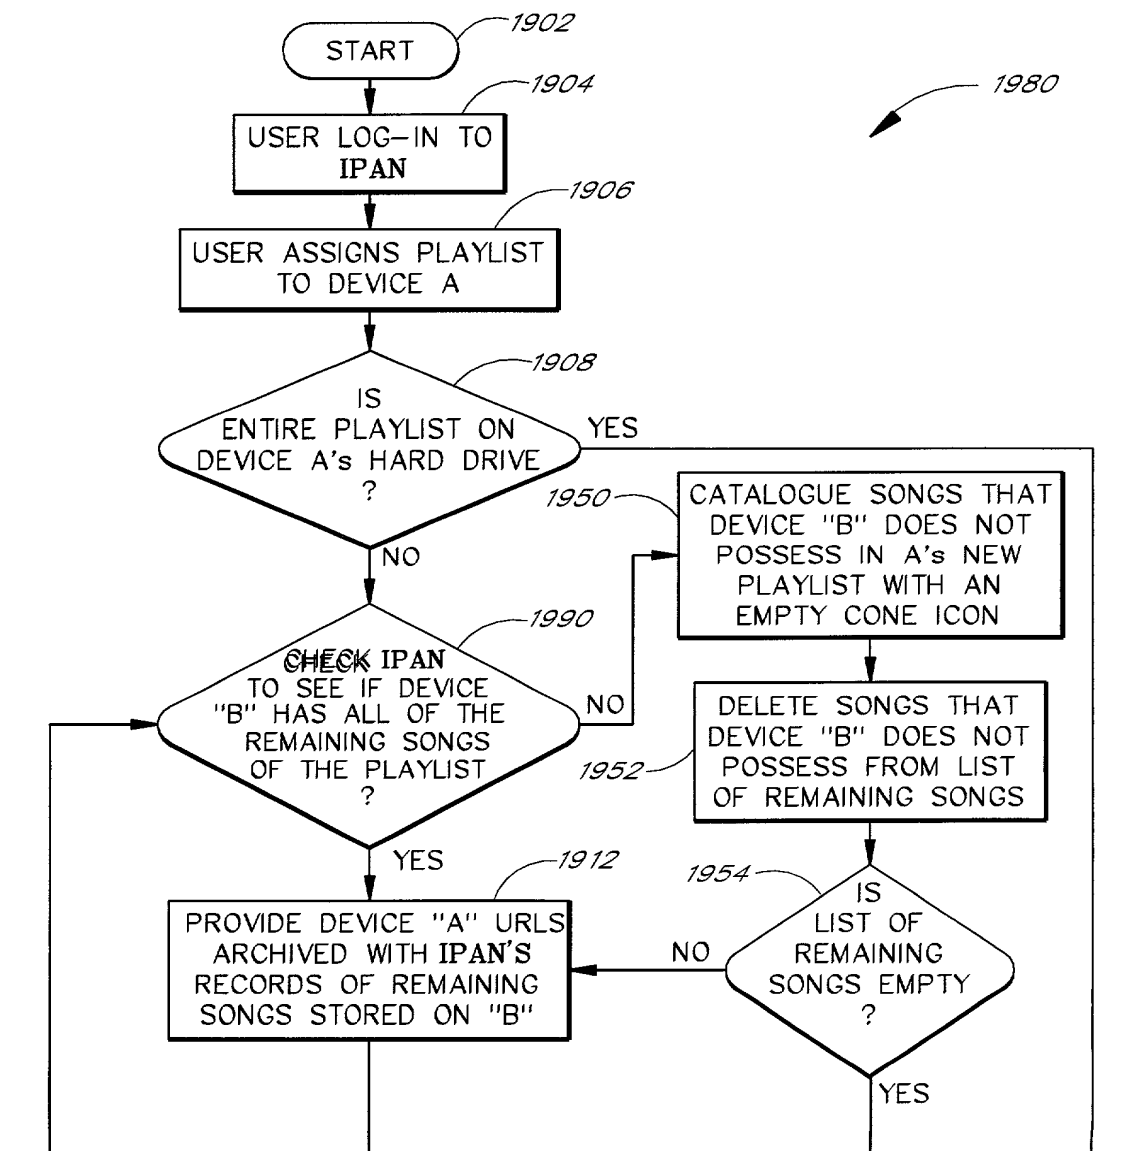 1902
START
1904
1980
USER LOG-IN TO
IPAN
1906
USER ASSIGNS PLAYLIST
TO DEVICE A
1908
IS
ENTIRE PLAYLIST ON
DEVICE A's HARD DRIVE
?
YES
NO
1950
CATALOGUE SONGS THAT
DEVICE "B" DOES NOT
POSSESS IN A's NEW
PLAYLIST WITH AN
EMPTY CONE ICON
1990
CHECK IPAN
TO SEE IF DEVICE
"B" HAS ALL OF THE
REMAINING SONGS
OF THE PLAYLIST
?
NO
YES
1952
DELETE SONGS THAT
DEVICE "B" DOES NOT
POSSESS FROM LIST
OF REMAINING SONGS
1954
IS
LIST OF
REMAINING
SONGS EMPTY
?
NO
YES
1912
PROVIDE DEVICE "A" URLS
ARCHIVED WITH IPAN'S
RECORDS OF REMAINING
SONGS STORED ON "B"